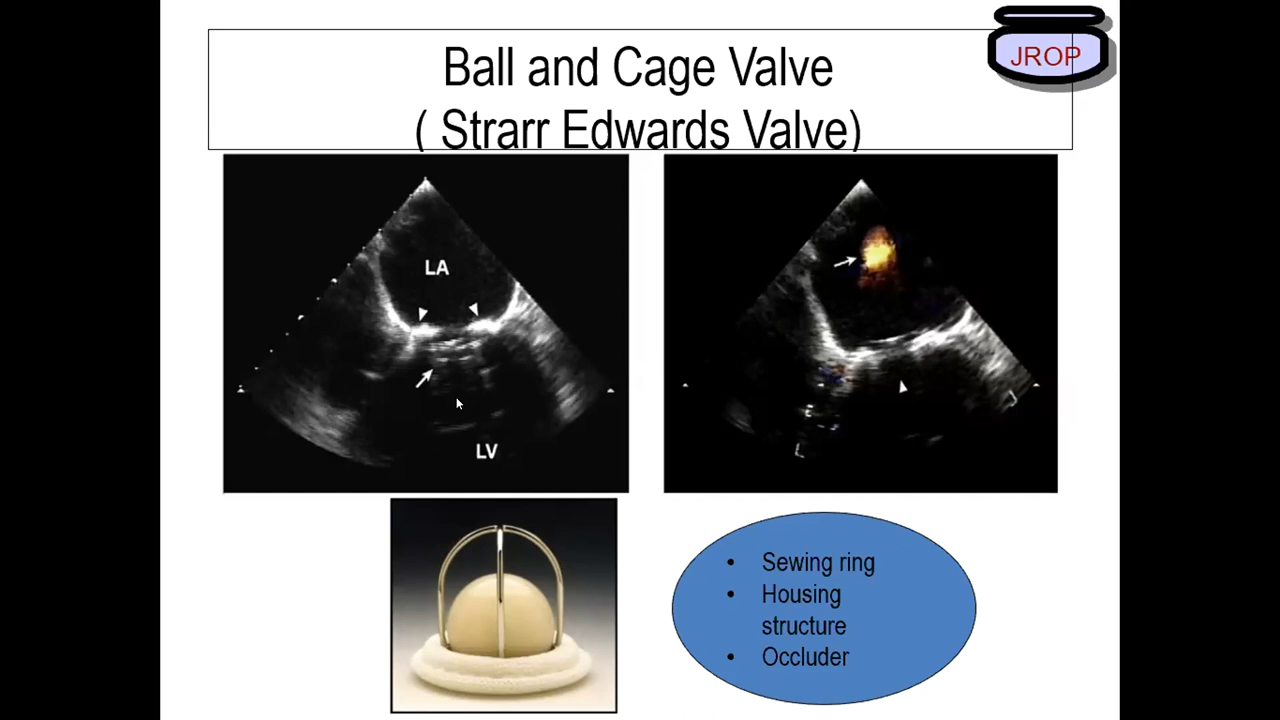 JROP
Ball and Cage Valve
( Strarr Edwards Valve)
LA
LV
• Sewing ring
• Housing
structure
• Occluder